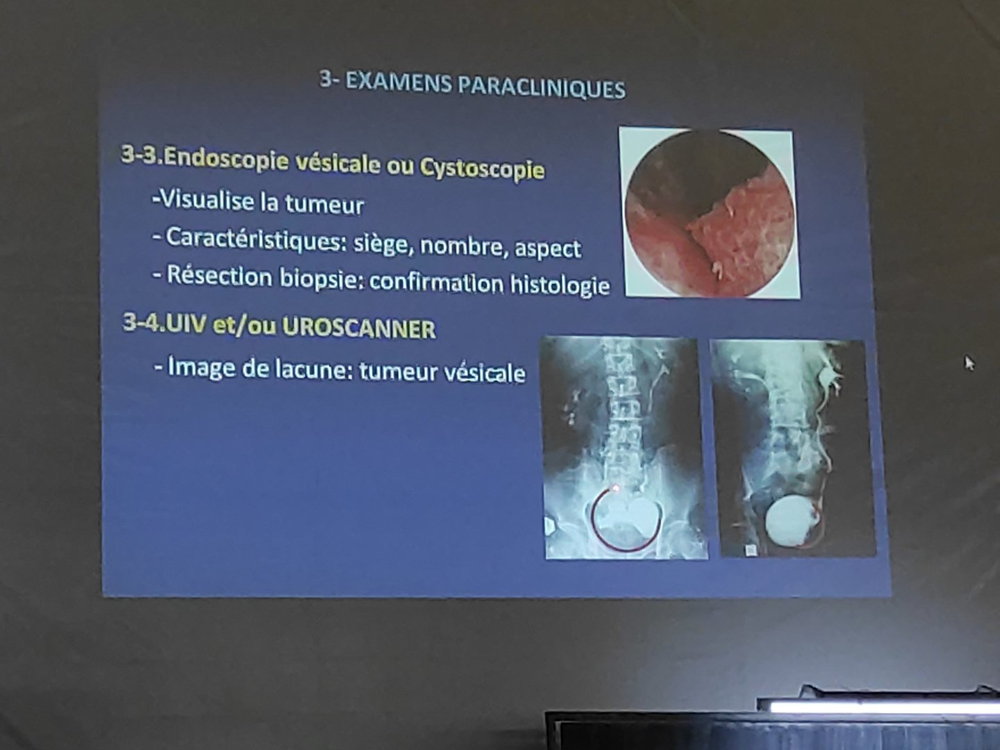 3- EXAMENS PARACLINIQUES
3-3.Endoscopie vésicale ou Cystoscopie
-Visualise la tumeur
- Caractéristiques: siège, nombre, aspect
- Résection biopsie: confirmation histologie
3-4.UIV et/ou UROSCANNER
- Image de lacune: tumeur vésicale